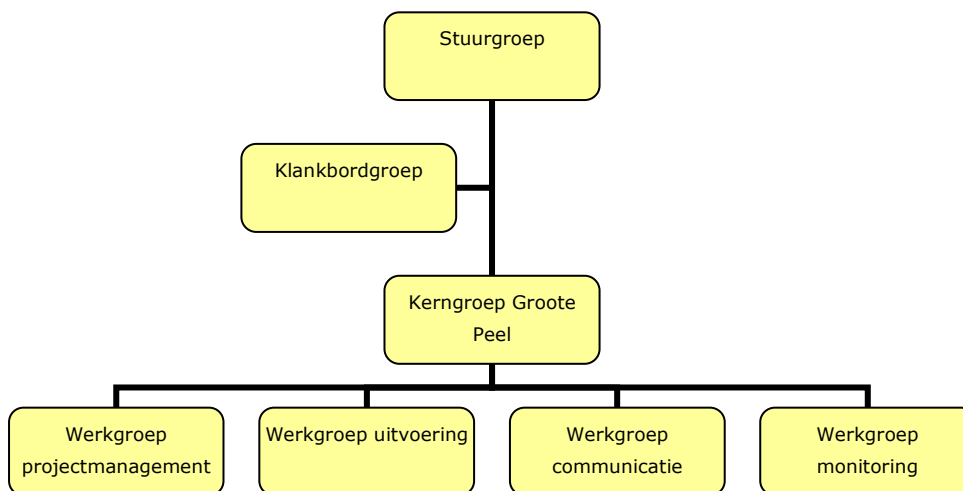 Stuurgroep
Klankbordgroep
Kerngroep Groote
Peel
Werkgroep
projectmanagement
Werkgroep uitvoering
Werkgroep
communicatie
Werkgroep
monitoring